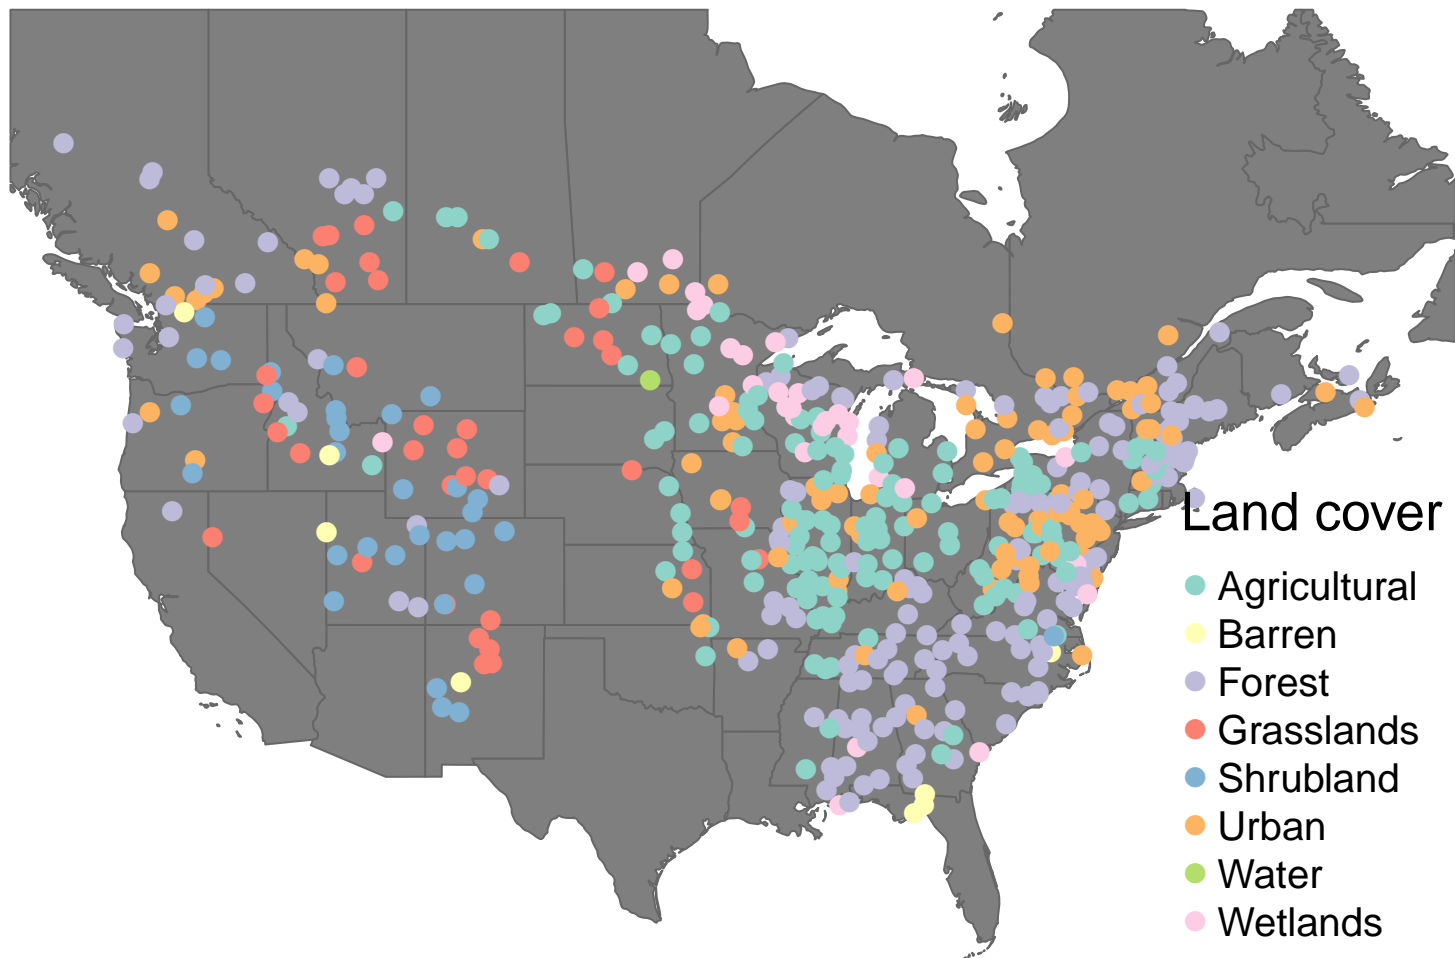 Land cover
Agricultural
Barren
Forest
Grasslands
Shrubland
Urban
Water
Wetlands